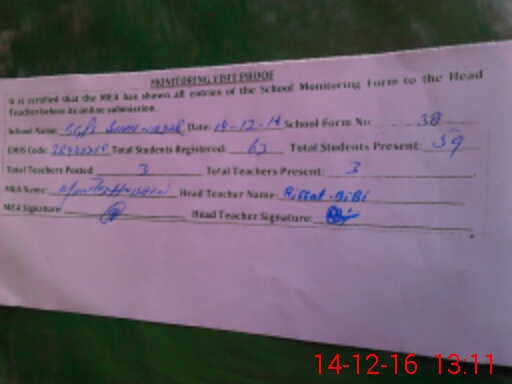 MONITORING VISIT PROOF
It is certified that the MEA has shown all entries of the School Monitoring Form to the Head
Teacher before its online submission.
School Name: Date: 14-12-16 School Form No 38
EMIS Code: Total Students Registered: 63 Total Students Present: 59
Total Teachers Posted: 3 Total Teachers Present: 3
MEA Name: Head Teacher Name: Riffat-BiBi
MEA Signature: Head Teacher Signature:
14-12-16 13:11